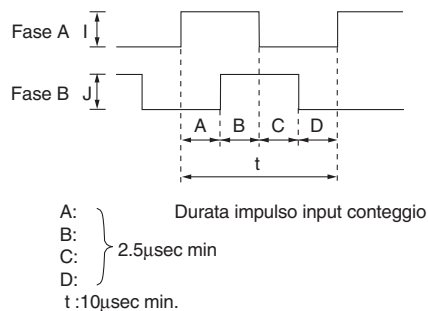 Fase A I
Fase B J
A B C D
t
A: Durata impulso input conteggio
B:
2.5µsec min
C:
D:
t :10µsec min.